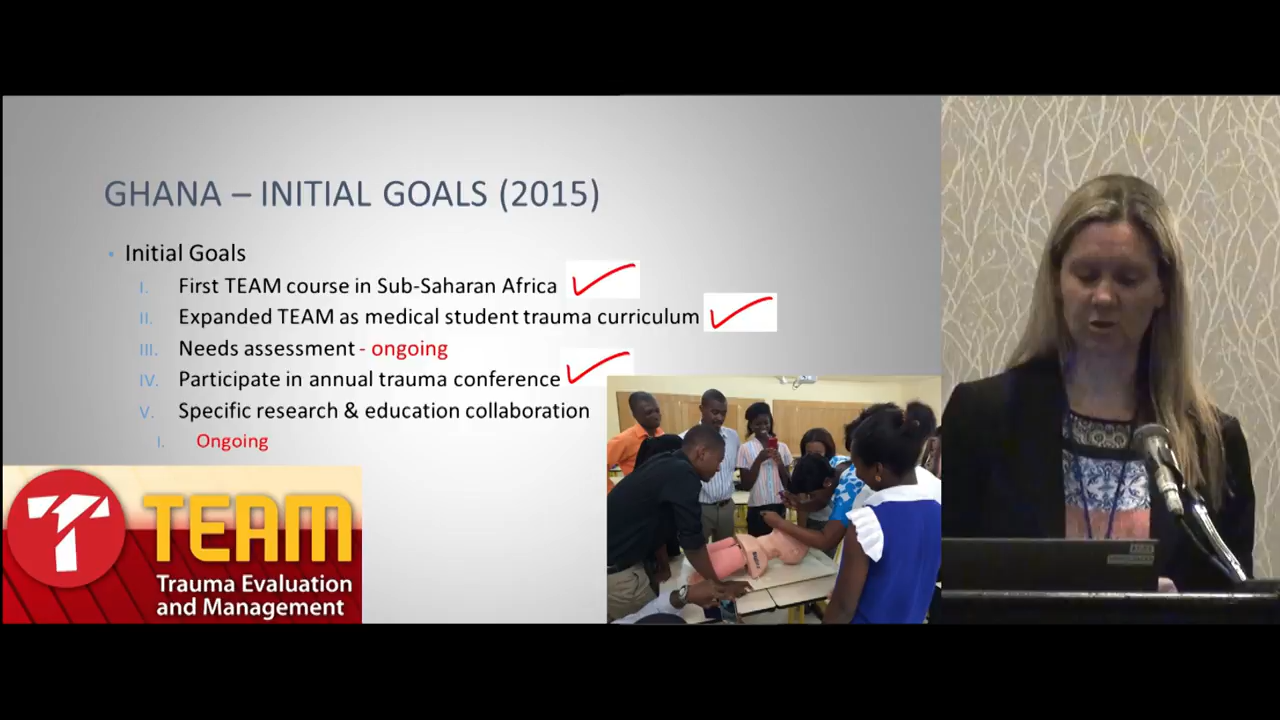 GHANA – INITIAL GOALS (2015)
▪ Initial Goals
I. First TEAM course in Sub-Saharan Africa
II. Expanded TEAM as medical student trauma curriculum
III. Needs assessment - ongoing
IV. Participate in annual trauma conference
V. Specific research & education collaboration
I. Ongoing
TEAM
Trauma Evaluation
and Management